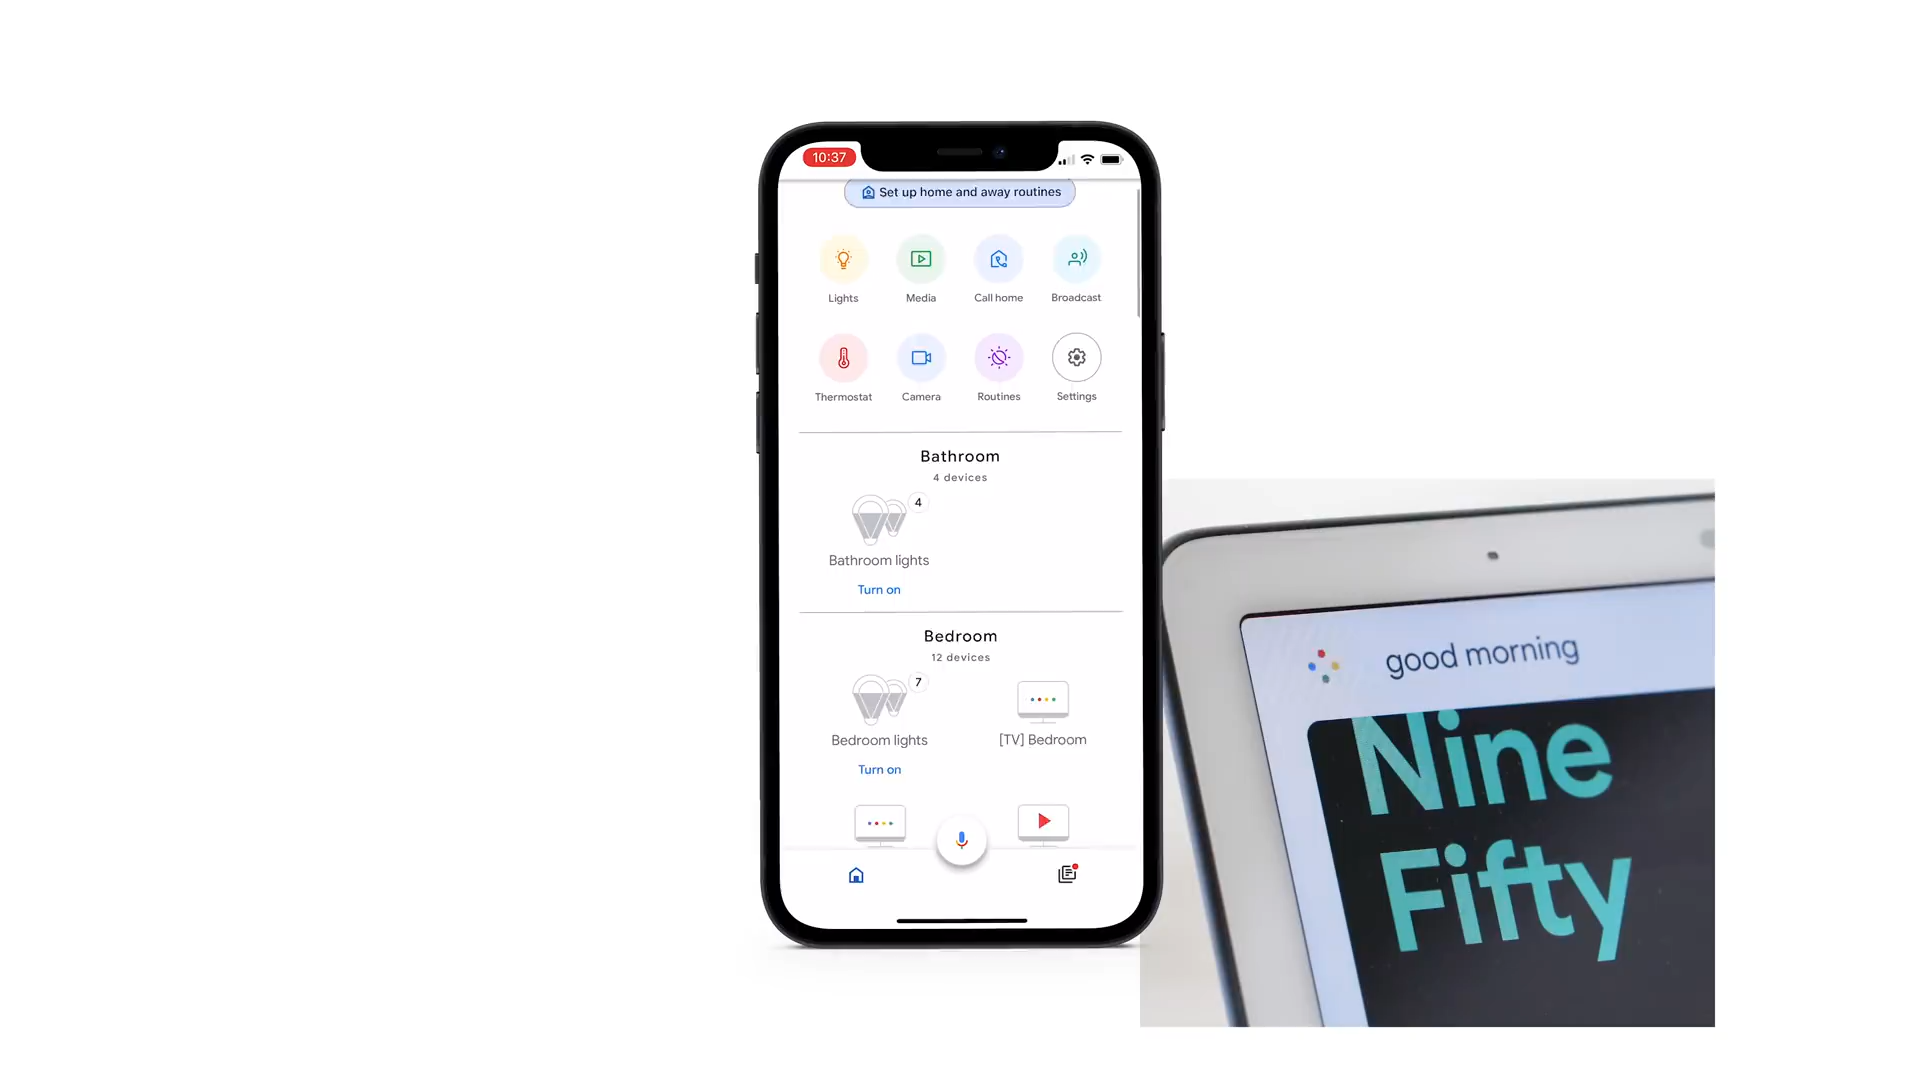 10:37
Set up home and away routines
Lights Media Call home Broadcast
Thermostat Camera Routines Settings
Bathroom
4 devices
4
Bathroom lights
Turn on
Bedroom
12 devices
7
Bedroom lights [TV] Bedroom
Turn on
good morning
Nine
Fifty